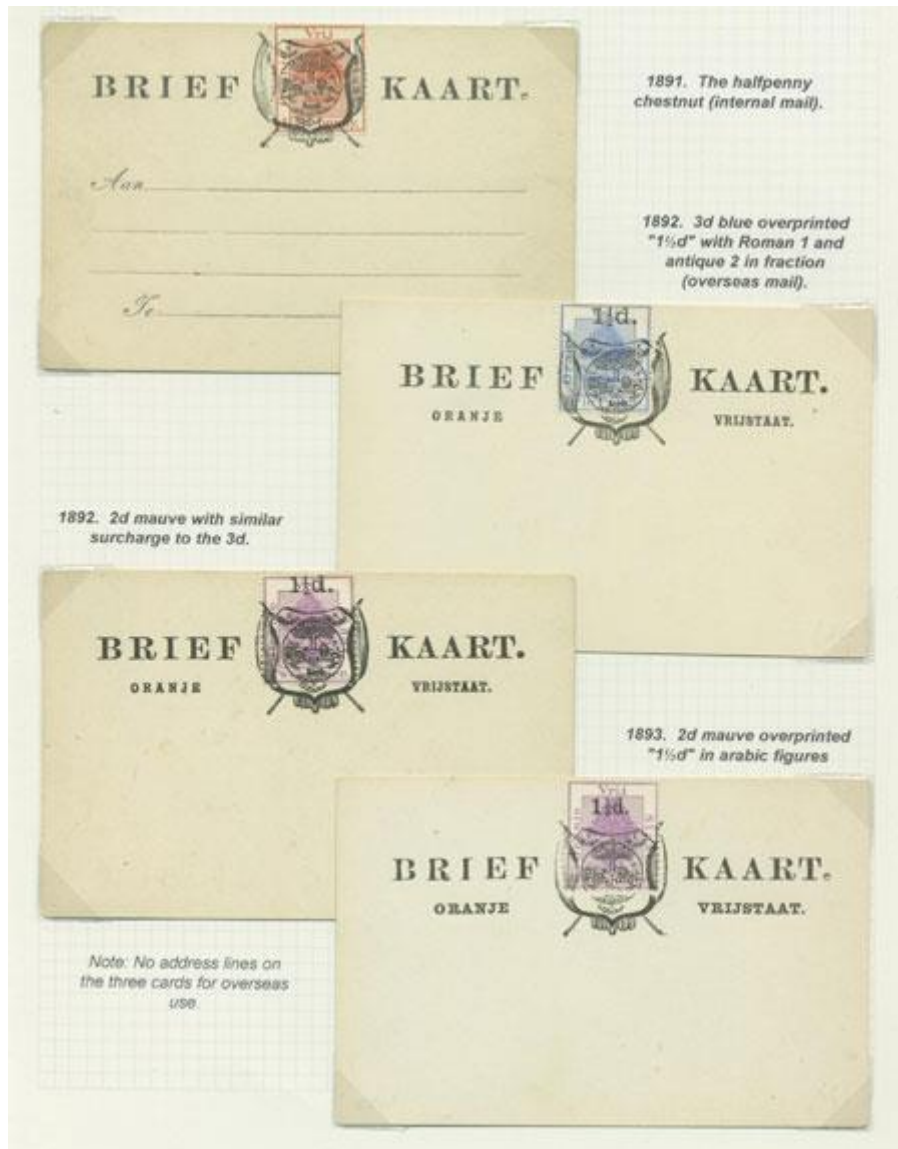 Vrij
BRIEF KAART.
Aan
Te
1891. The halfpenny
chestnut (internal mail).
1892. 3d blue overprinted
"1½d" with Roman 1 and
antique 2 in fraction
(overseas mail).
1½d.
BRIEF KAART.
ORANJE VRIJSTAAT.
1892. 2d mauve with similar
surcharge to the 3d.
1½d.
BRIEF KAART.
ORANJE VRIJSTAAT.
1893. 2d mauve overprinted
"1½d" in arabic figures
Vrij
1½d.
BRIEF KAART.
ORANJE VRIJSTAAT.
Note: No address lines on
the three cards for overseas
use.